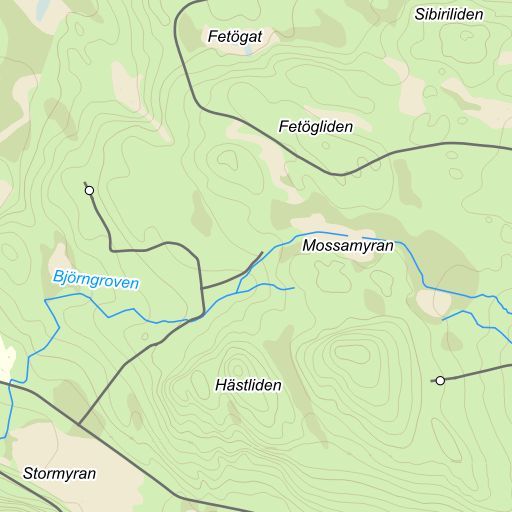 Sibiriliden
Fetögat
Fetögliden
Mossamyran
Björngroven
Hästliden
Stormyran